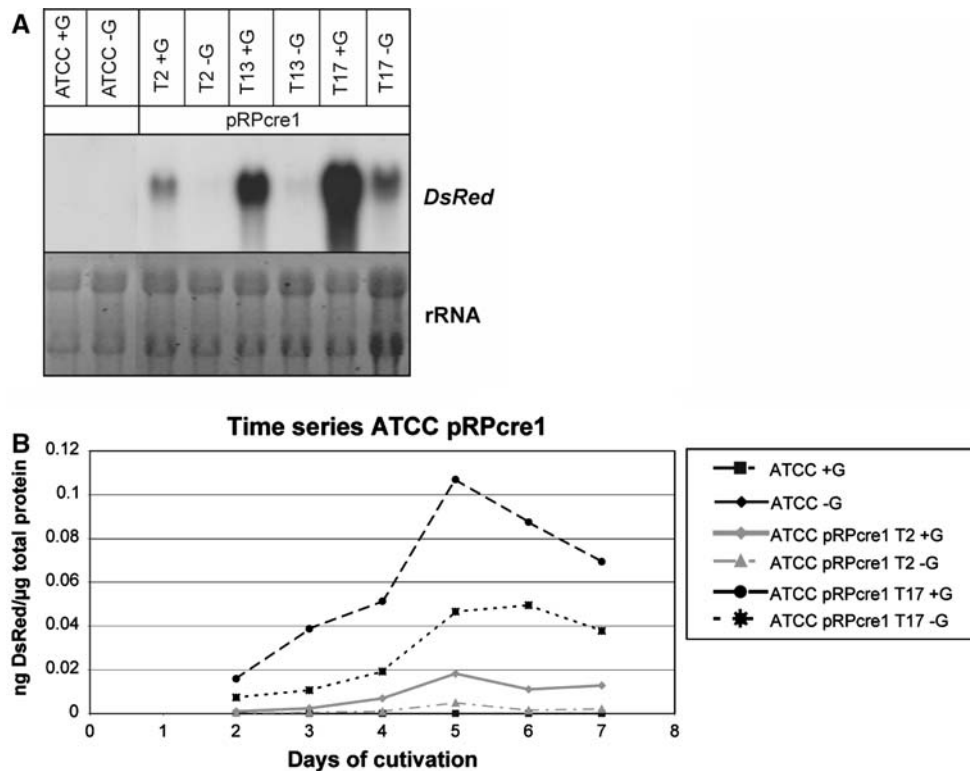 A
ATCC +G
ATCC -G
T2 +G
T2 -G
T13 +G
T13 -G
T17 +G
T17 -G
pRPcre1
DsRed
rRNA
B
Time series ATCC pRPcre1
ng DsRed/µg total protein
0.12
0.1
0.08
0.06
0.04
0.02
0
0 1 2 3 4 5 6 7 8
Days of cutivation
ATCC +G
ATCC -G
ATCC pRPcre1 T2 +G
ATCC pRPcre1 T2 -G
ATCC pRPcre1 T17 +G
ATCC pRPcre1 T17 -G